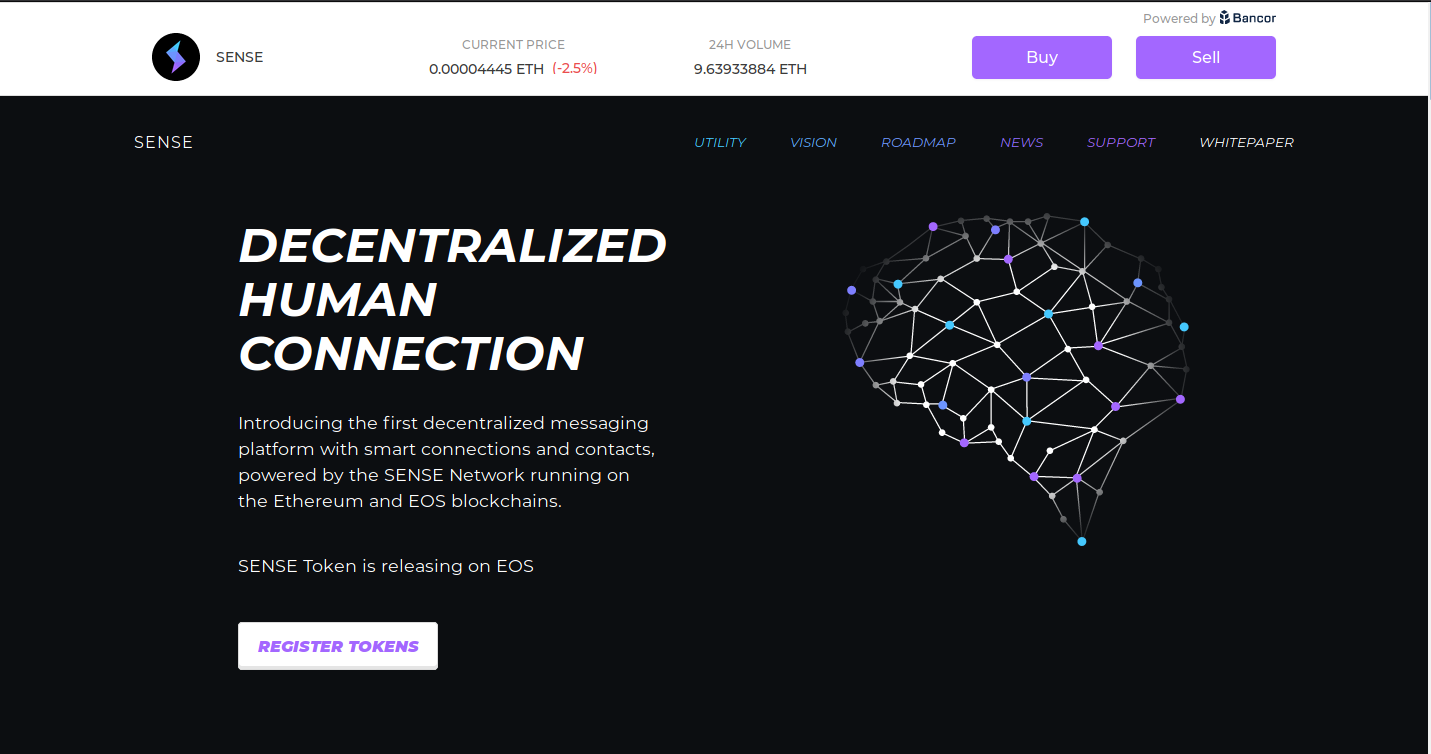 Powered by Bancor
SENSE
CURRENT PRICE
0.00004445 ETH (-2.5%)
24H VOLUME
9.63933884 ETH
Buy
Sell
SENSE
UTILITY
VISION
ROADMAP
NEWS
SUPPORT
WHITEPAPER
DECENTRALIZED
HUMAN
CONNECTION
Introducing the first decentralized messaging
platform with smart connections and contacts,
powered by the SENSE Network running on
the Ethereum and EOS blockchains.
SENSE Token is releasing on EOS
REGISTER TOKENS